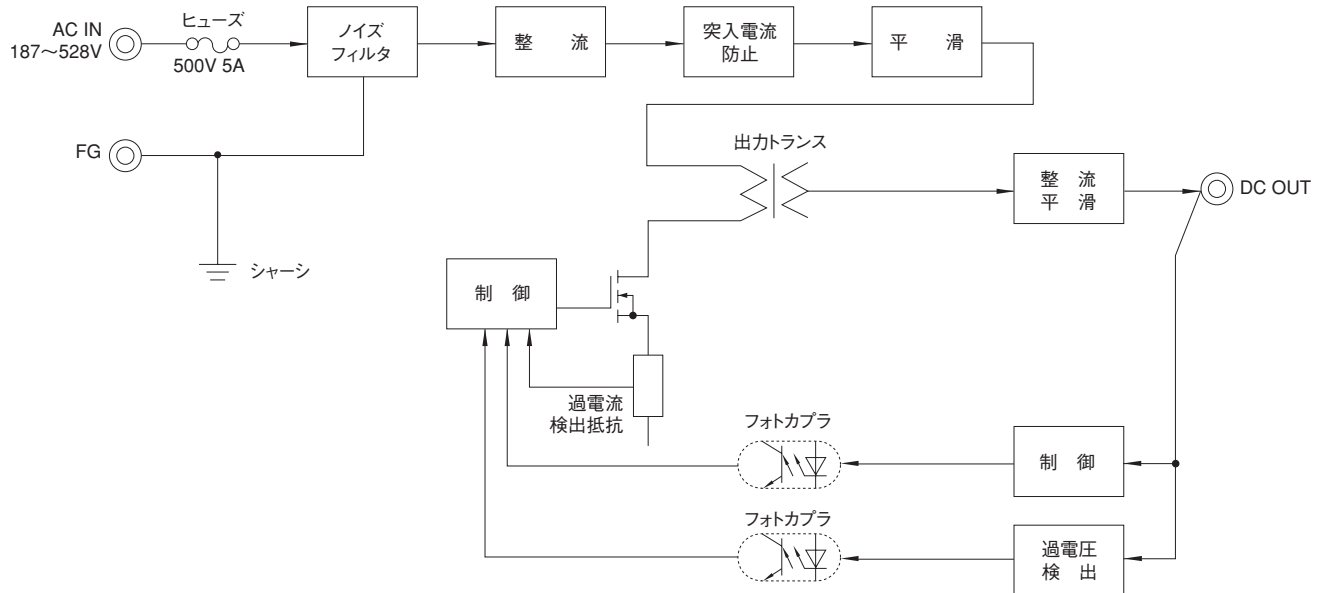 AC IN
187～528V
ヒューズ
500V 5A
ノイズ
フィルタ
整 流
突入電流
防止
平 滑
FG
シャーシ
出力トランス
整 流
平 滑
DC OUT
制 御
過電流
検出抵抗
フォトカプラ
制 御
フォトカプラ
過電圧
検 出